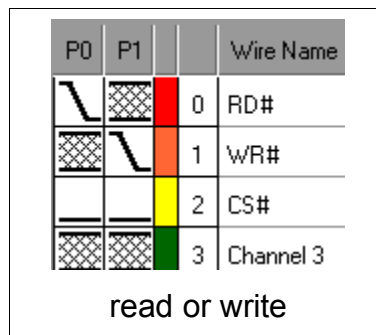 P0 P1 Wire Name
0 RD#
1 WR#
2 CS#
3 Channel 3
read or write